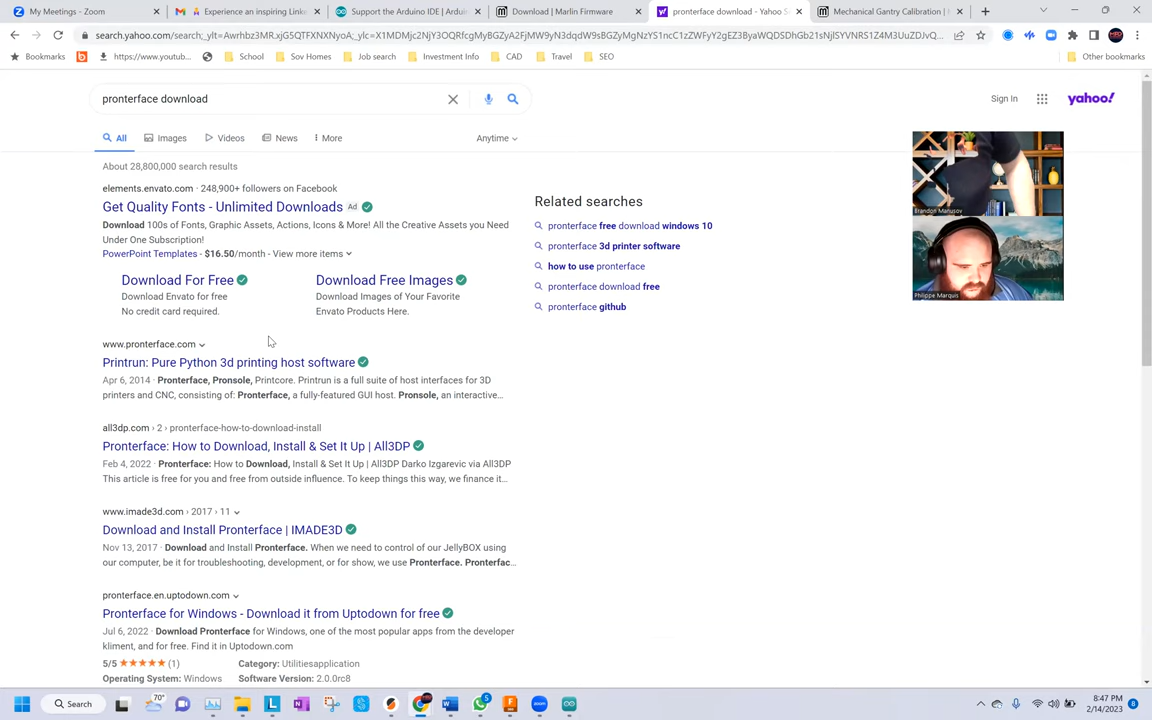 My Meetings - Zoom
Experience an inspiring Linke
Support the Arduino IDE | Ardui
Download | Marlin Firmware
pronterface download - Yahoo S
Mechanical Gantry Calibration |
Bookmarks
https://www.youtub...
School
Sov Homes
Job search
Investment Info
CAD
Travel
SEO
Other bookmarks
pronterface download
Sign In
yahoo!
All
Images
Videos
News
More
Anytime
About 28,800,000 search results
elements.envato.com · 248,900+ followers on Facebook
Get Quality Fonts - Unlimited Downloads Ad
Download 100s of Fonts, Graphic Assets, Actions, Icons & More! All the Creative Assets you Need
Under One Subscription!
PowerPoint Templates - $16.50/month - View more items
Download For Free
Download Envato for free
No credit card required.
Download Free Images
Download Images of Your Favorite
Envato Products Here.
www.pronterface.com
Printrun: Pure Python 3d printing host software
Apr 6, 2014 · Pronterface, Pronsole, Printcore. Printrun is a full suite of host interfaces for 3D
printers and CNC, consisting of: Pronterface, a fully-featured GUI host. Pronsole, an interactive...
all3dp.com › 2 › pronterface-how-to-download-install
Pronterface: How to Download, Install & Set It Up | All3DP
Feb 4, 2022 · Pronterface: How to Download, Install & Set It Up | All3DP Darko Izgarevic via All3DP
This article is free for you and free from outside influence. To keep things this way, we finance it...
www.imade3d.com › 2017 › 11
Download and Install Pronterface | IMADE3D
Nov 13, 2017 · Download and Install Pronterface. When we need to control of our JellyBOX using
our computer, be it for troubleshooting, development, or for show, we use Pronterface. Pronterfac...
pronterface.en.uptodown.com
Pronterface for Windows - Download it from Uptodown for free
Jul 6, 2022 · Download Pronterface for Windows, one of the most popular apps from the developer
kliment, and for free. Find it in Uptodown.com
5/5 ★★★★★ (1)
Category: Utilitiesapplication
Operating System: Windows
Software Version: 2.0.0rc8
Related searches
pronterface free download windows 10
pronterface 3d printer software
how to use pronterface
pronterface download free
pronterface github
Brandon Manusov
Philippe Marquis
Search
70°
5
8:47 PM
2/14/2023
8